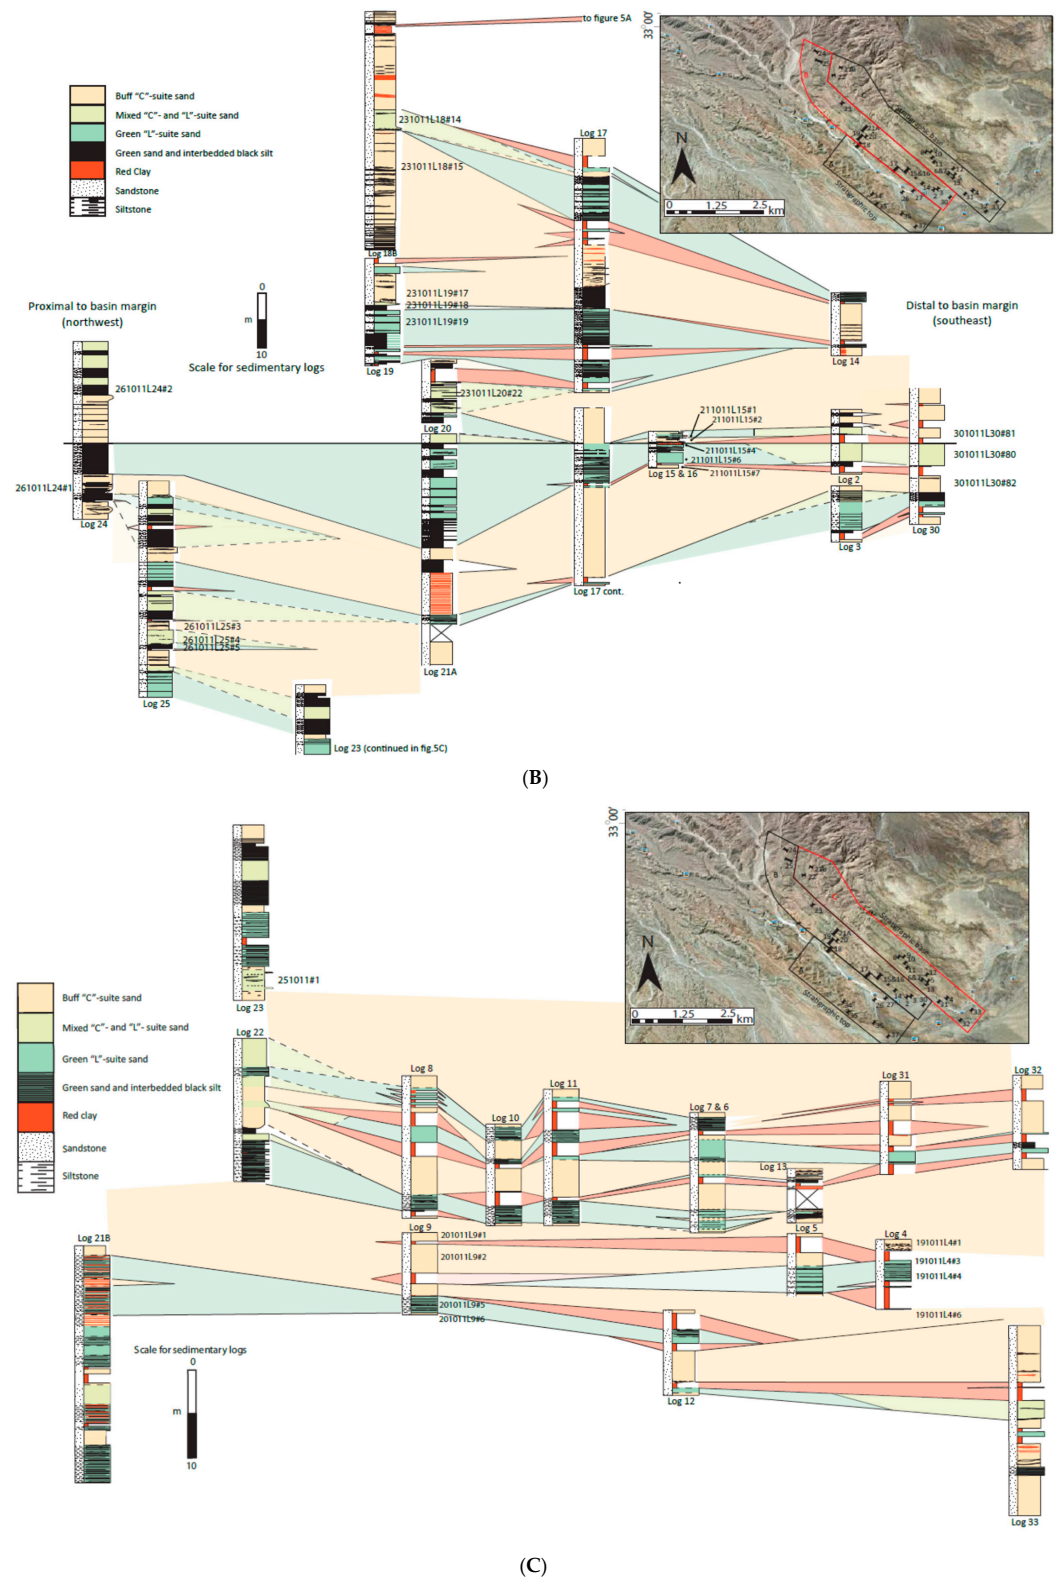 to figure 5A
33°00'
Buff "C"-suite sand
Mixed "C"- and "L"-suite sand
Green "L"-suite sand
Green sand and interbedded black silt
Red Clay
Sandstone
Siltstone
231011L18#14
Log 17
231011L18#15
N
0 1.25 2.5
km
stratigraphic top
Log 18B
Proximal to basin margin
(northwest)
0
m
10
Scale for sedimentary logs
231011L19#17
231011L19#18
231011L19#19
Distal to basin margin
(southeast)
Log 19
Log 14
261011L24#2
231011L20#22
Log 20
211011L15#1
211011L15#2
211011L15#4
211011L15#6
211011L15#7
Log 15 & 16
301011L30#81
301011L30#80
301011L30#82
Log 2
261011L24#1
Log 24
Log 3
Log 30
Log 17 cont.
261011L25#3
261011L25#4
261011L25#5
Log 21A
Log 25
Log 23 (continued in fig.5C)
(B)
33°00'
N
0 1.25 2.5
km
Stratigraphic base
stratigraphic top
251011#1
Log 23
Buff "C"-suite sand
Mixed "C"- and "L"- suite sand
Green "L"-suite sand
Green sand and interbedded black silt
Red clay
Sandstone
Siltstone
Log 22
Log 8
Log 10
Log 11
Log 7 & 6
Log 31
Log 32
Log 13
Log 21B
Log 9
201011L9#1
201011L9#2
201011L9#5
201011L9#6
Log 5
Log 4
191011L4#1
191011L4#3
191011L4#4
191011L4#6
Scale for sedimentary logs
0
m
10
Log 12
Log 33
(C)